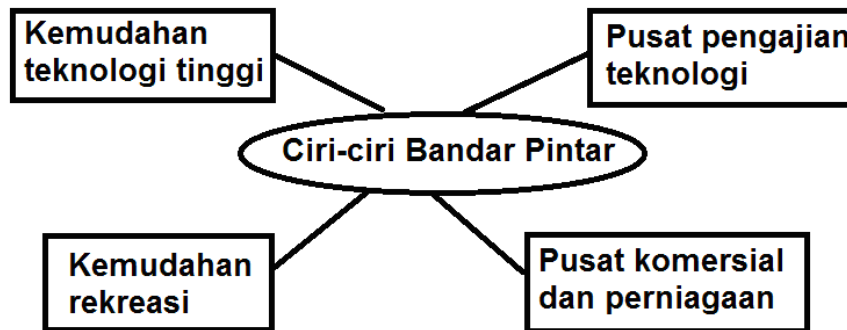 Kemudahan
teknologi tinggi
Pusat pengajian
teknologi
Ciri-ciri Bandar Pintar
Kemudahan
rekreasi
Pusat komersial
dan perniagaan